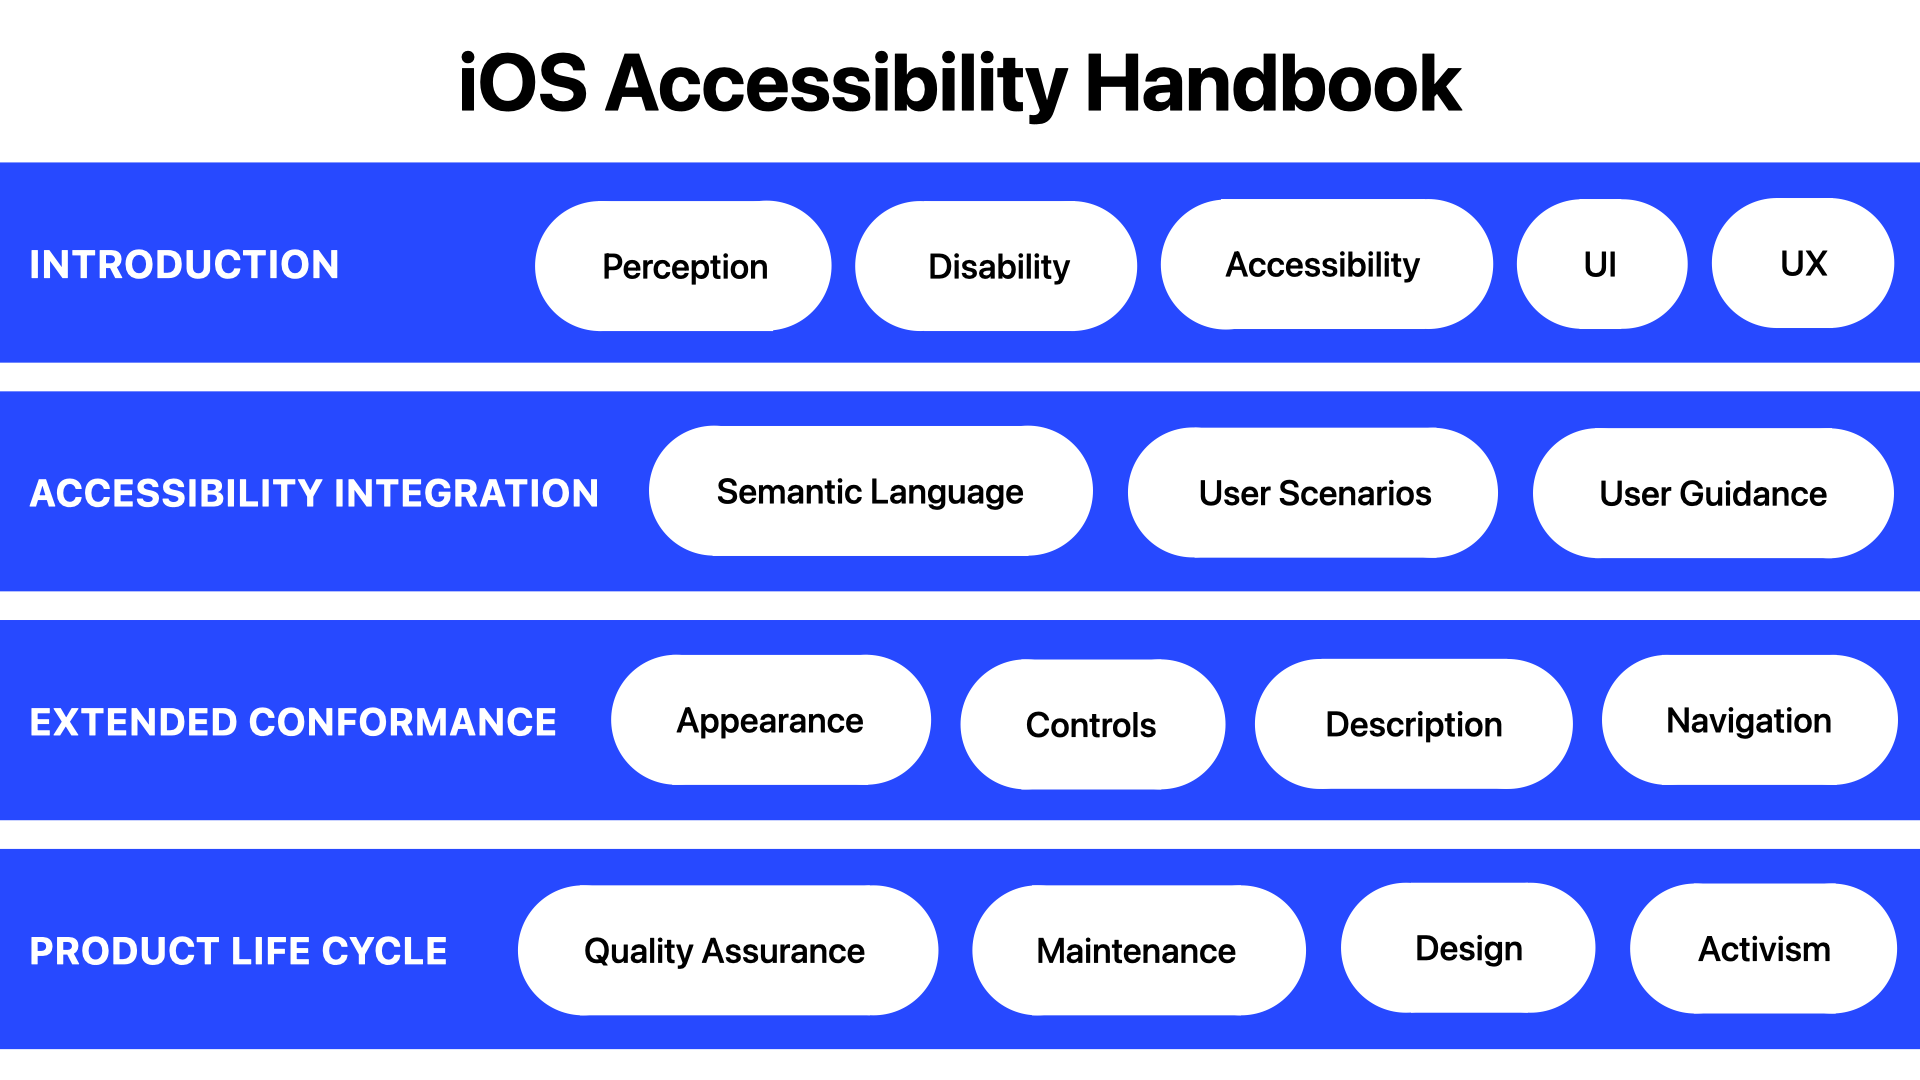 iOS Accessibility Handbook
INTRODUCTION
Perception
Disability
Accessibility
UI
UX
ACCESSIBILITY INTEGRATION
Semantic Language
User Scenarios
User Guidance
EXTENDED CONFORMANCE
Appearance
Controls
Description
Navigation
PRODUCT LIFE CYCLE
Quality Assurance
Maintenance
Design
Activism